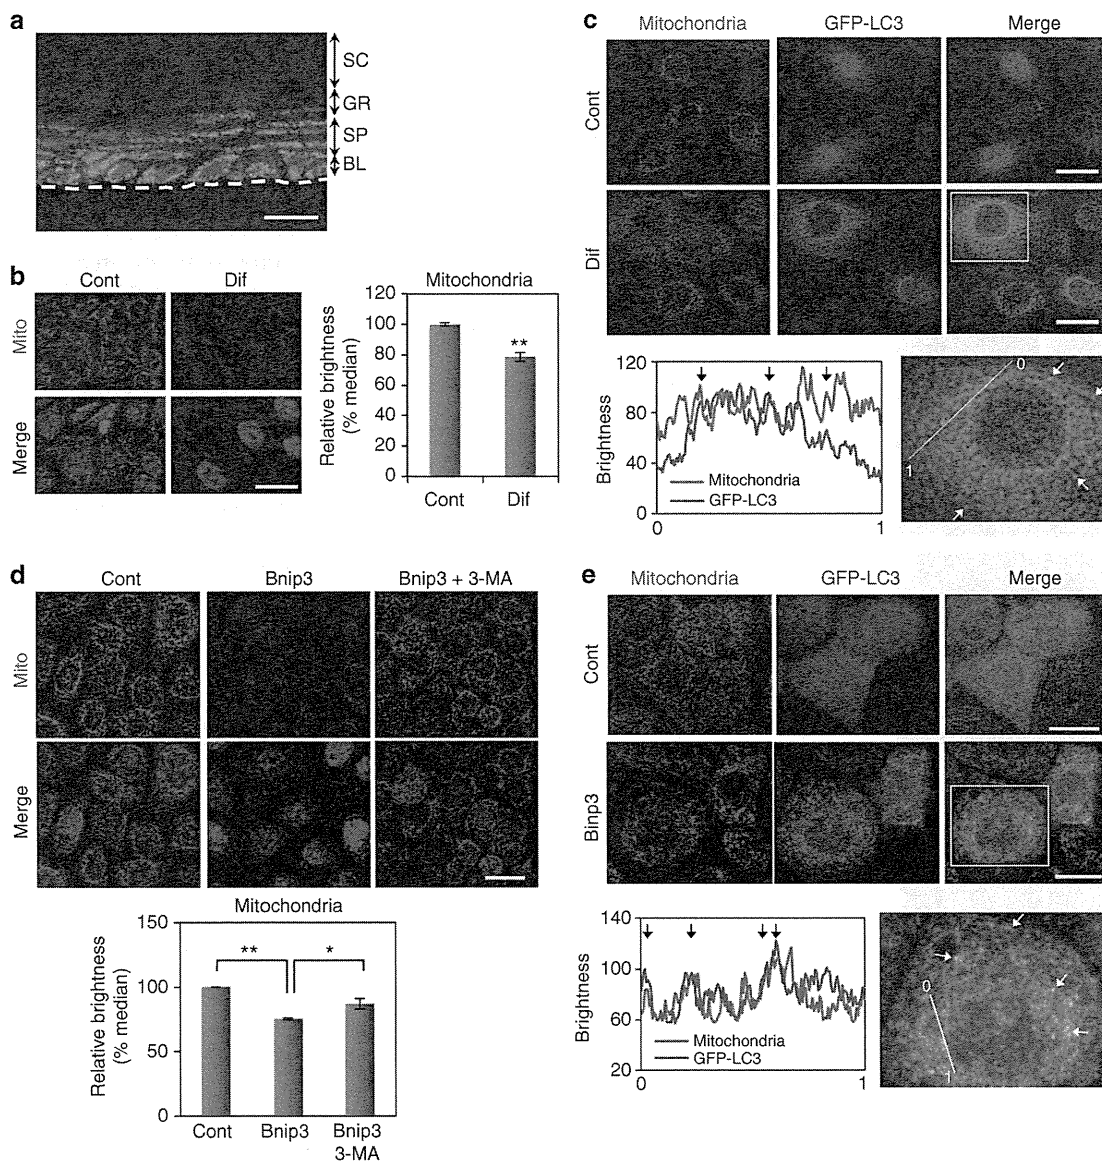 a
SC
GR
SP
BL
b
Cont Dif
Mito
Merge
Mitochondria
Relative brightness
(% median)
120
100
80
60
40
20
0
**
Cont Dif
c
Mitochondria GFP-LC3 Merge
Cont
Dif
Brightness
120
80
40
0
Mitochondria
GFP-LC3
0 1
0
1
d
Cont Bnip3 Bnip3 + 3-MA
Mito
Merge
Mitochondria
Relative brightness
(% median)
150
100
50
0
** *
Cont Bnip3 Bnip3
3-MA
e
Mitochondria GFP-LC3 Merge
Cont
Binp3
Brightness
140
100
60
20
Mitochondria
GFP-LC3
0 1
0
1